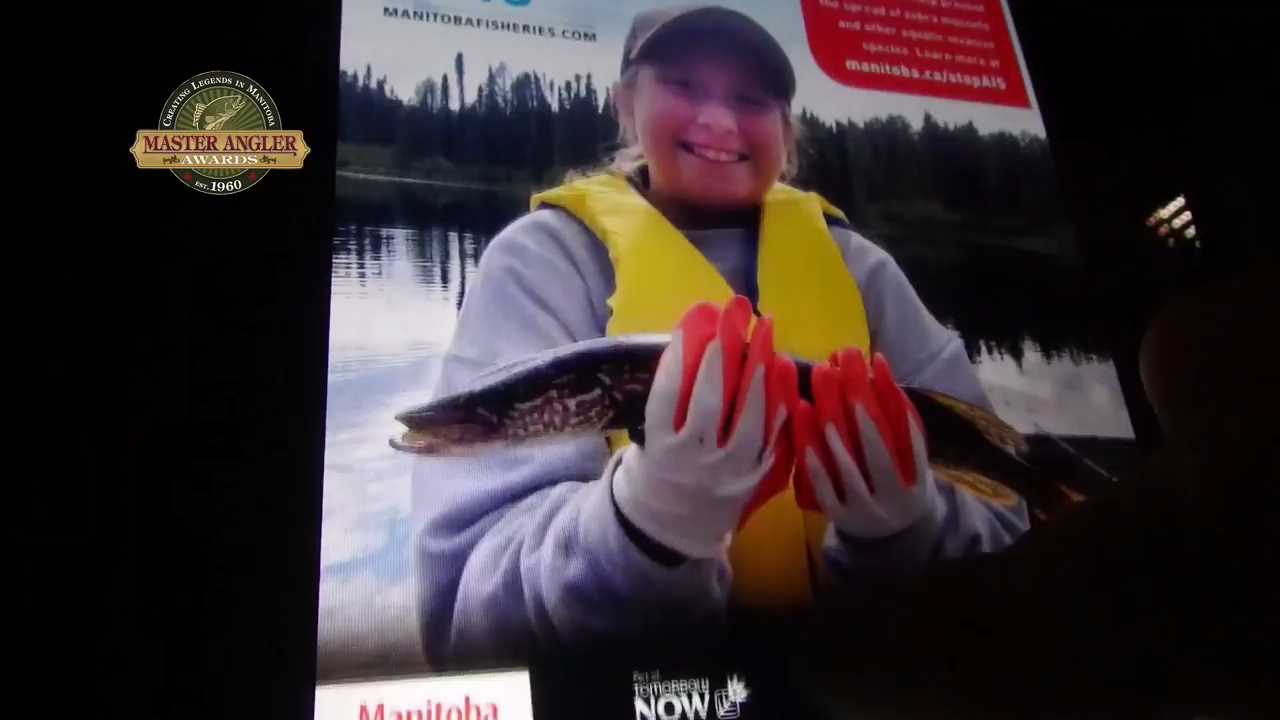 MANITOBAFISHERIES.COM
the spread of zebra mussels
and other aquatic invasive
species. Learn more at
manitoba.ca/stopAIS
CREATING LEGENDS IN MANITOBA
MASTER ANGLER
AWARDS
EST. 1960
TOMORROW
NOW
Manitoba